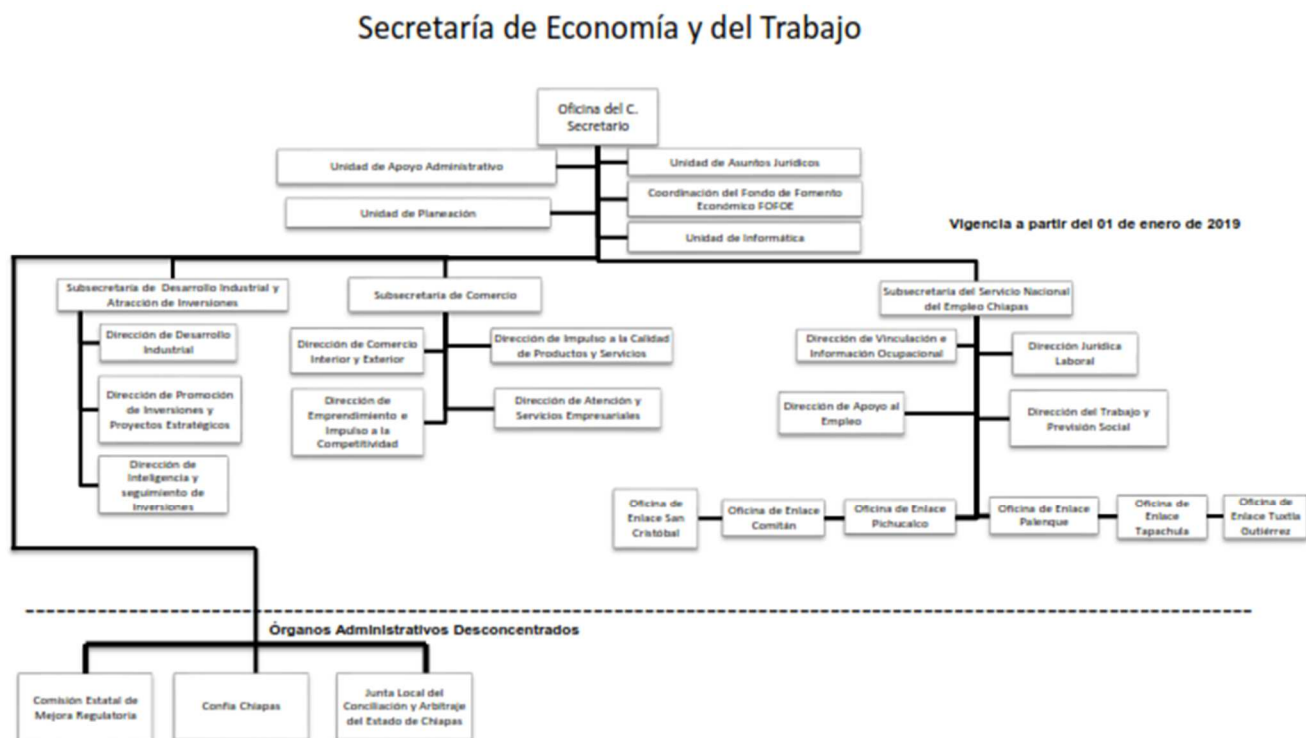 Secretaría de Economía y del Trabajo
Oficina del C.
Secretario
Unidad de Apoyo Administrativo
Unidad de Asuntos Jurídicos
Coordinación del Fondo de Fomento
Económico FOFOE
Unidad de Planeación
Unidad de Informática
Vigencia a partir del 01 de enero de 2019
Subsecretaría de Desarrollo Industrial y
Atracción de Inversiones
Subsecretaría de Comercio
Subsecretaría del Servicio Nacional
del Empleo Chiapas
Dirección de Desarrollo
Industrial
Dirección de Comercio
Interior y Exterior
Dirección de Impulso a la Calidad
de Productos y Servicios
Dirección de Vinculación e
Información Ocupacional
Dirección Jurídica
Laboral
Dirección de Promoción
de Inversiones y
Proyectos Estratégicos
Dirección de
Emprendimiento e
Impulso a la
Competitividad
Dirección de Atención y
Servicios Empresariales
Dirección de Apoyo al
Empleo
Dirección del Trabajo y
Previsión Social
Dirección de
Inteligencia y
seguimiento de
Inversiones
Oficina de
Enlace San
Cristóbal
Oficina de Enlace
Comitán
Oficina de Enlace
Pichucalco
Oficina de Enlace
Palenque
Oficina de
Enlace
Tapachula
Oficina de
Enlace Tuxtla
Gutiérrez
Órganos Administrativos Desconcentrados
Comisión Estatal de
Mejora Regulatoria
Confía Chiapas
Junta Local del
Conciliación y Arbitraje
del Estado de Chiapas